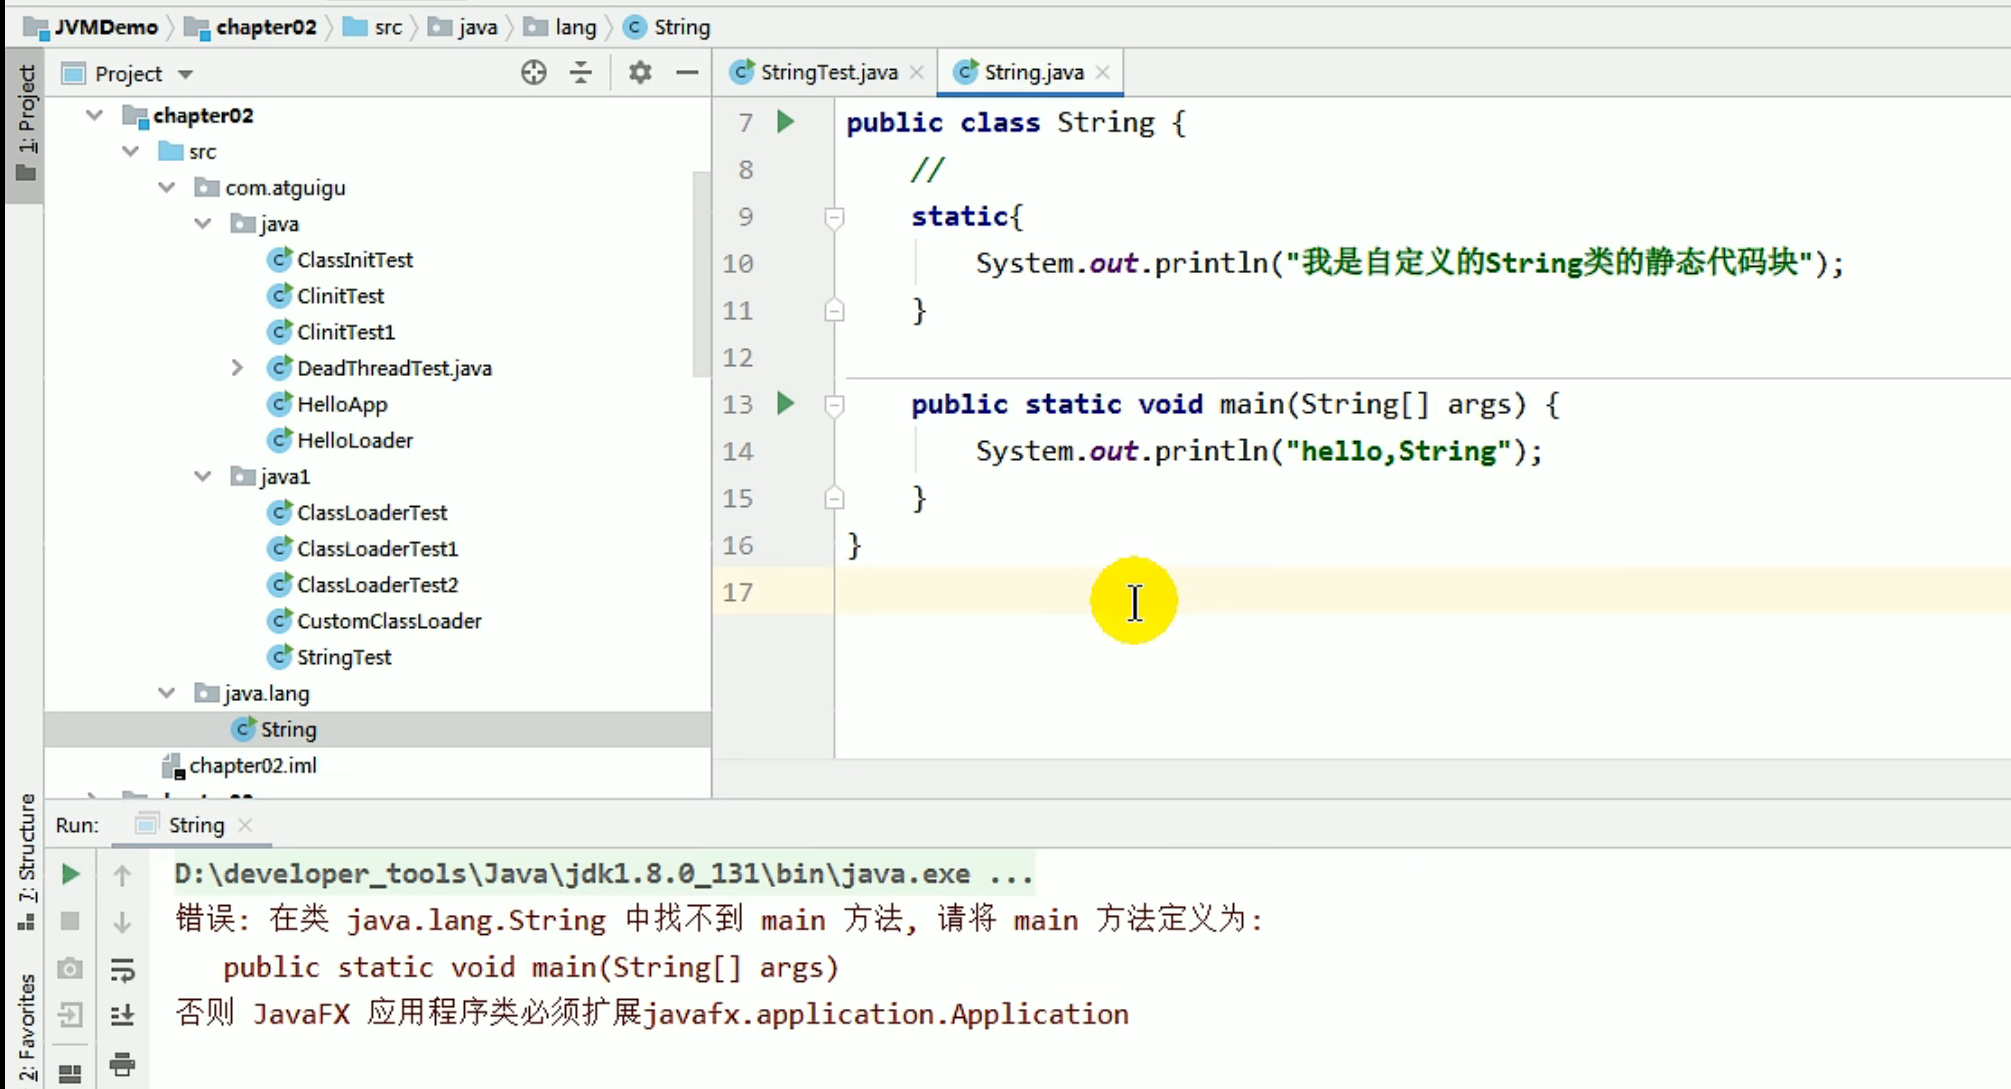 JVMDemo chapter02 src java lang String
1: Project
Project
StringTest.java String.java
chapter02
src
com.atguigu
java
ClassInitTest
ClinitTest
ClinitTest1
DeadThreadTest.java
HelloApp
HelloLoader
java1
ClassLoaderTest
ClassLoaderTest1
ClassLoaderTest2
CustomClassLoader
StringTest
java.lang
String
chapter02.iml
7 public class String {
8 //
9 static{
10 System.out.println("我是自定义的String类的静态代码块");
11 }
12
13 public static void main(String[] args) {
14 System.out.println("hello,String");
15 }
16 }
17
7: Structure
2: Favorites
Run: String
D:\developer_tools\Java\jdk1.8.0_131\bin\java.exe ...
错误: 在类 java.lang.String 中找不到 main 方法, 请将 main 方法定义为:
public static void main(String[] args)
否则 JavaFX 应用程序类必须扩展javafx.application.Application